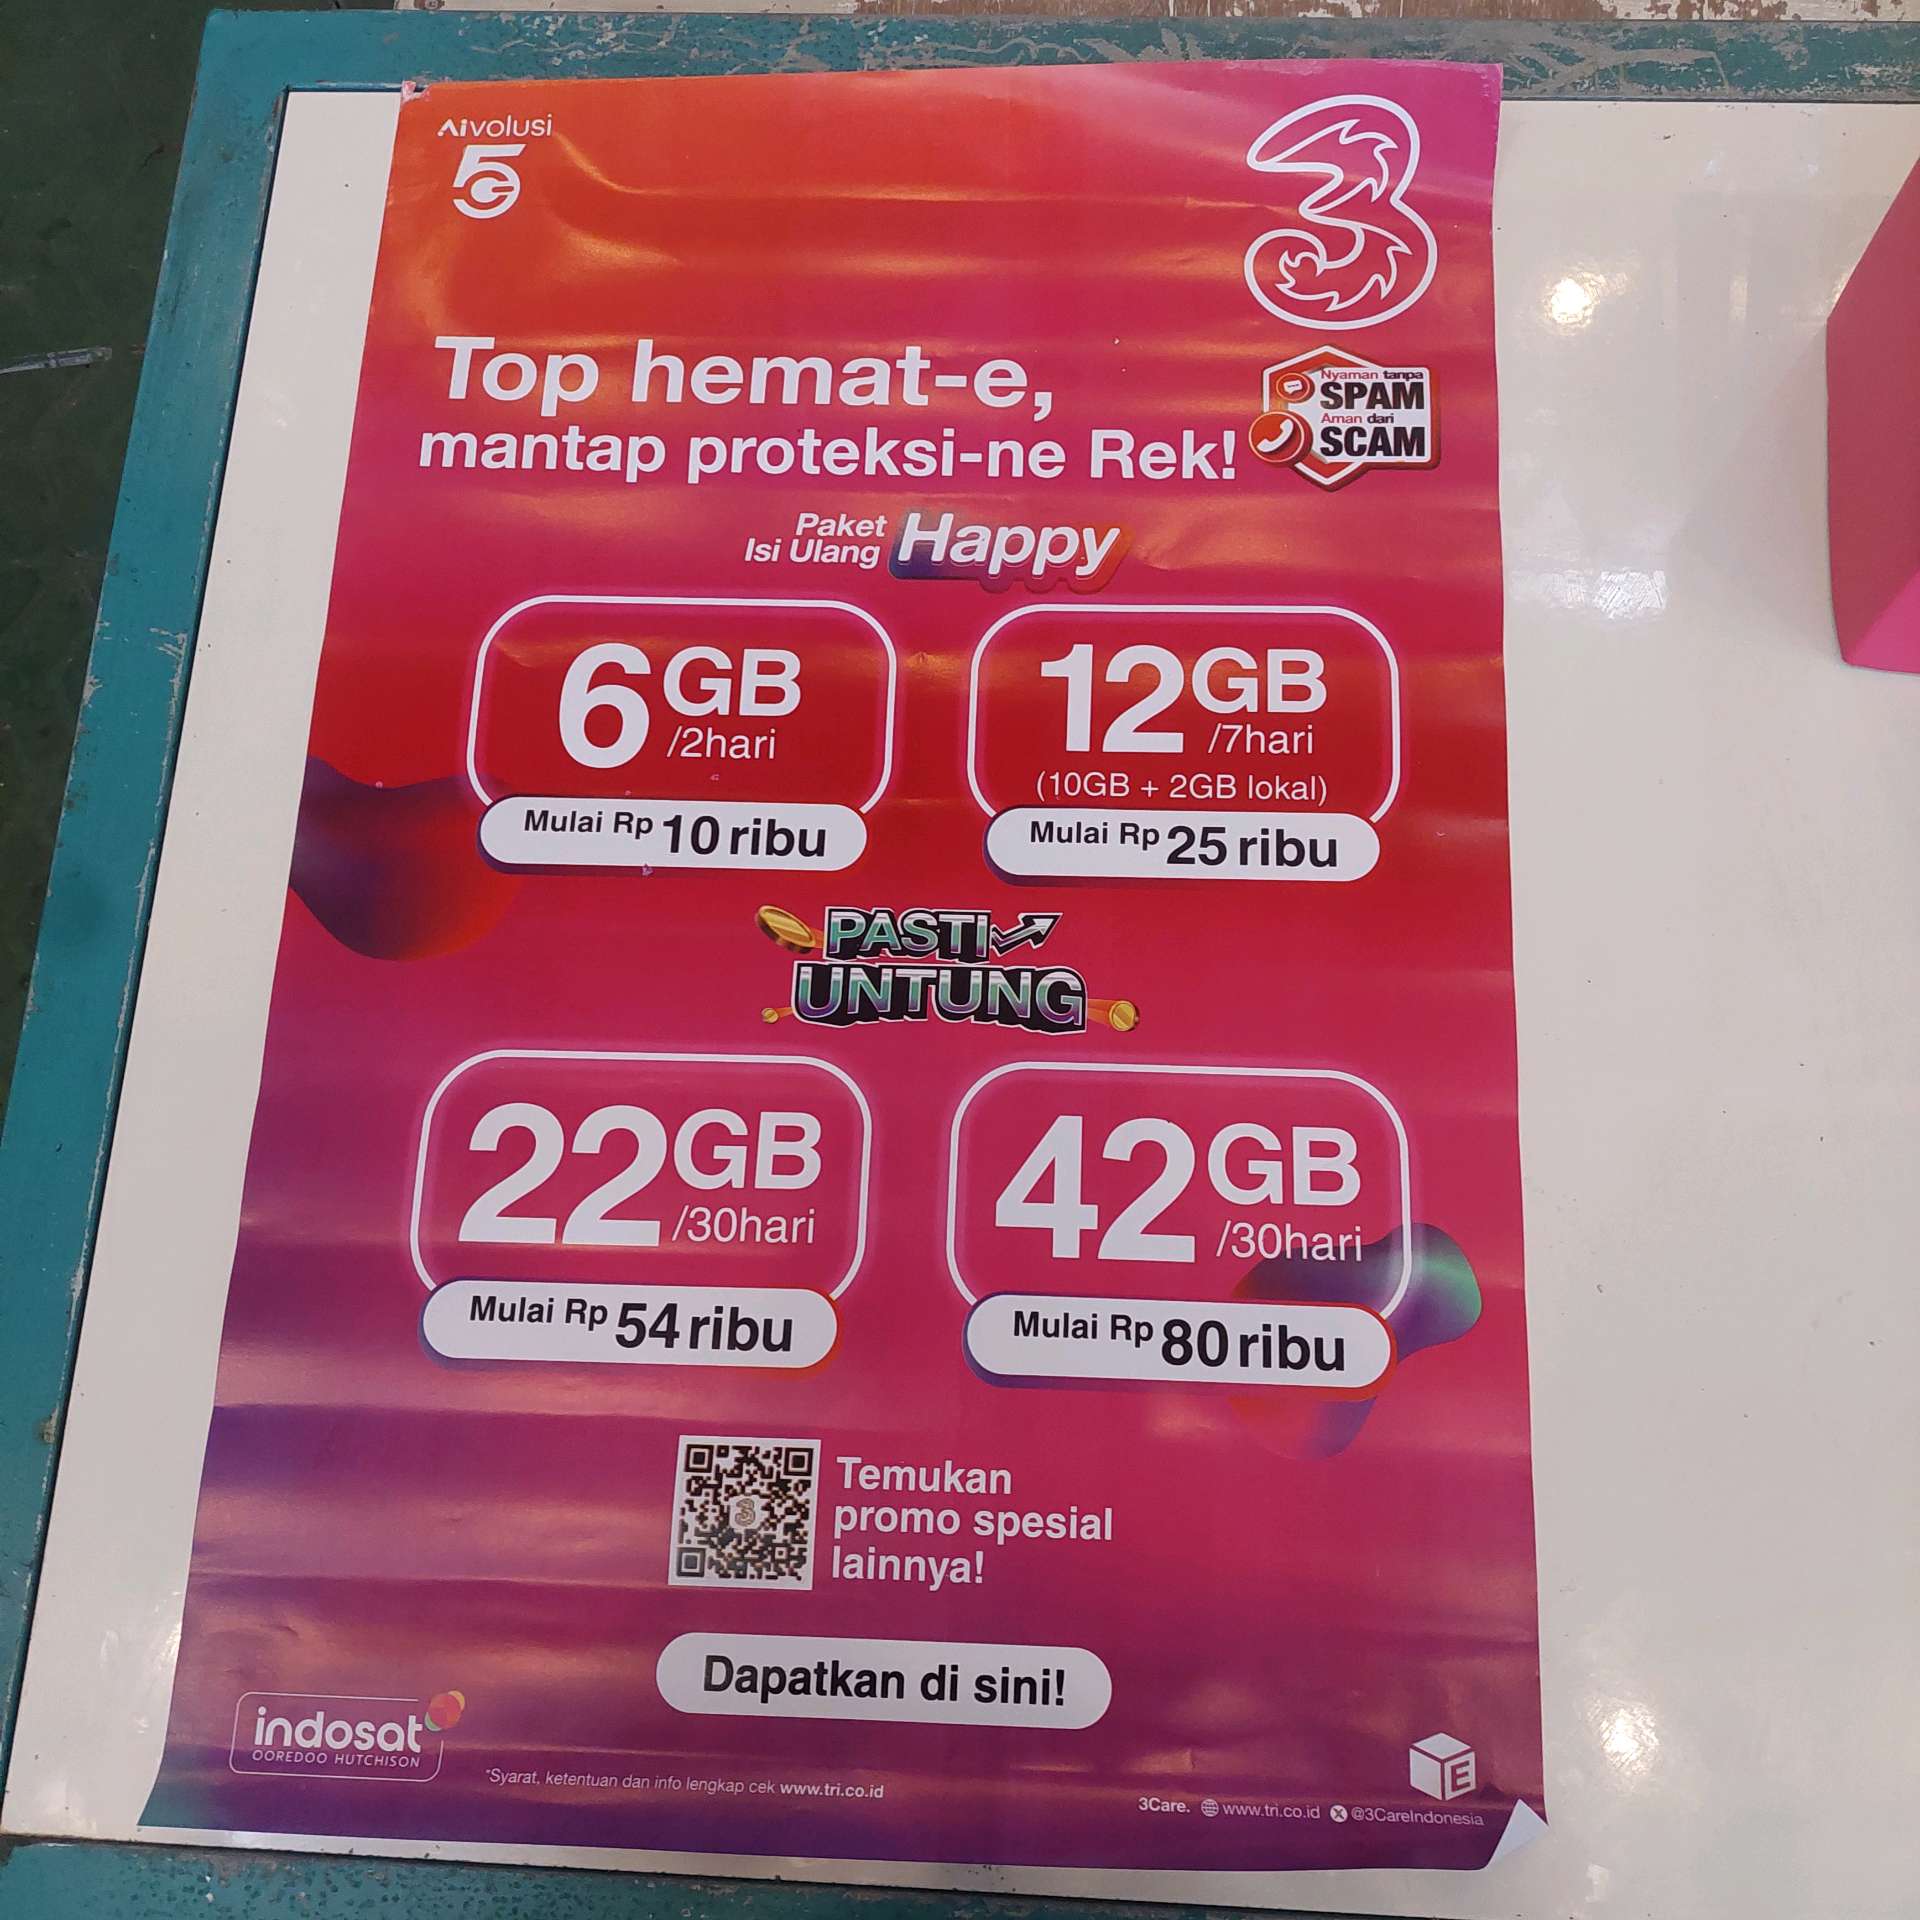 Aivolusi
5G
3
Top hemat-e,
mantap proteksi-ne Rek!
Nyaman tanpa
SPAM
Aman dari
SCAM
Paket
Isi Ulang Happy
6GB
/2hari
Mulai Rp 10 ribu
12GB
/7hari
(10GB + 2GB lokal)
Mulai Rp 25 ribu
PASTI
UNTUNG
22GB
/30hari
Mulai Rp 54 ribu
42GB
/30hari
Mulai Rp 80 ribu
3
Temukan
promo spesial
lainnya!
Dapatkan di sini!
indosat
OOREDOO HUTCHISON
*Syarat, ketentuan dan info lengkap cek www.tri.co.id
E
3Care. www.tri.co.id X @3CareIndonesia